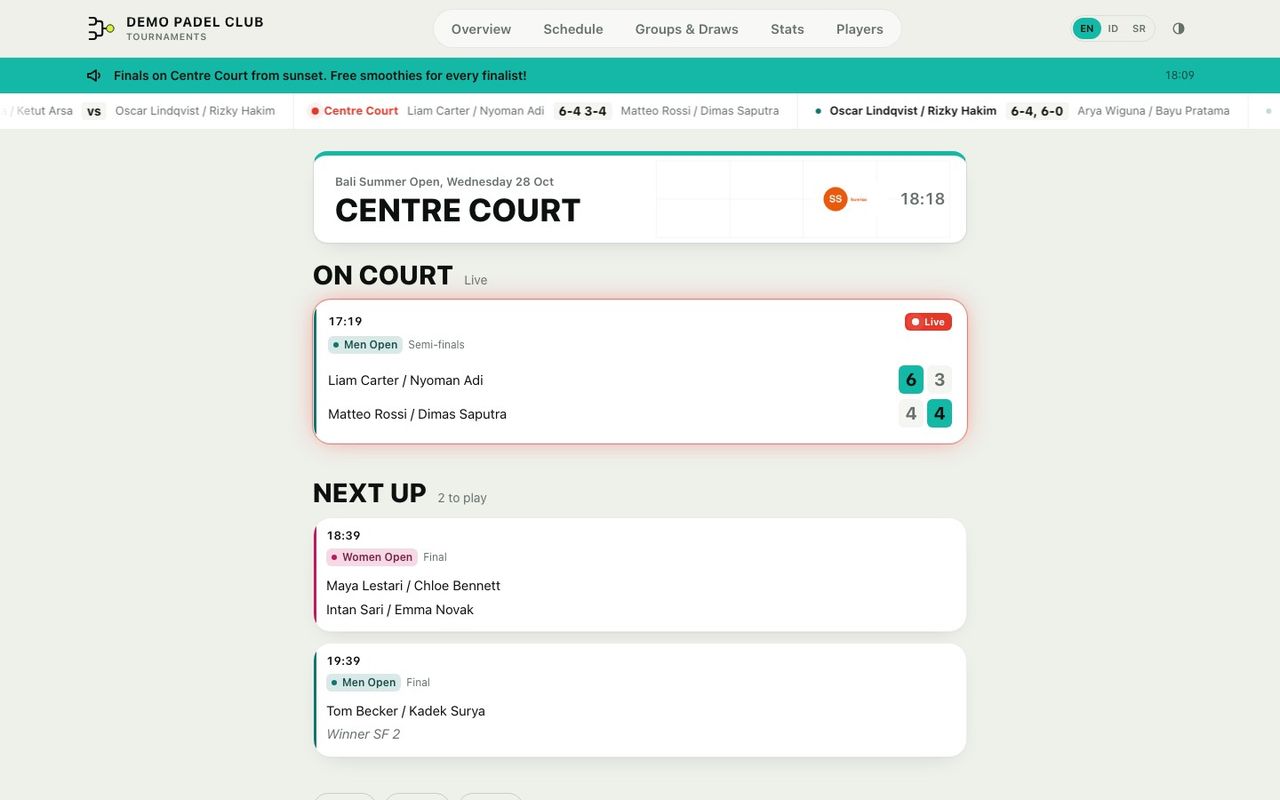 DEMO PADEL CLUB
TOURNAMENTS
Overview
Schedule
Groups & Draws
Stats
Players
EN
ID
SR
Finals on Centre Court from sunset. Free smoothies for every finalist!
18:09
/ Ketut Arsa vs Oscar Lindqvist / Rizky Hakim
Centre Court Liam Carter / Nyoman Adi 6-4 3-4 Matteo Rossi / Dimas Saputra
Oscar Lindqvist / Rizky Hakim 6-4, 6-0 Arya Wiguna / Bayu Pratama
Bali Summer Open, Wednesday 28 Oct
CENTRE COURT
SS
18:18
ON COURT Live
17:19
Live
Men Open Semi-finals
Liam Carter / Nyoman Adi 6 3
Matteo Rossi / Dimas Saputra 4 4
NEXT UP 2 to play
18:39
Women Open Final
Maya Lestari / Chloe Bennett
Intan Sari / Emma Novak
19:39
Men Open Final
Tom Becker / Kadek Surya
Winner SF 2